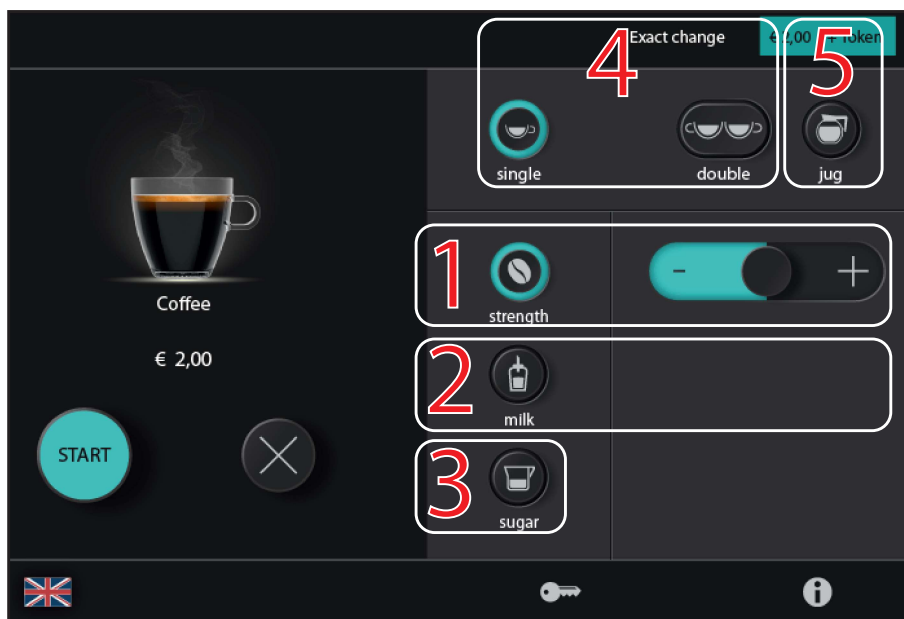 Exact change
€ 2,00 + Token
4
5
single
double
jug
1
- +
strength
Coffee
€ 2,00
2
milk
START
3
sugar
i